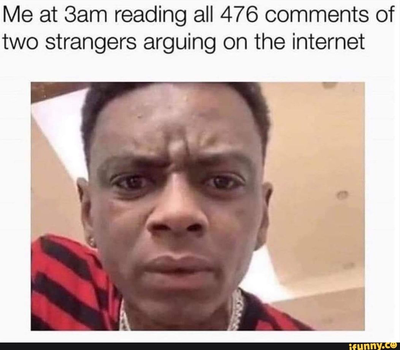 Me at 3am reading all 476 comments of
two strangers arguing on the internet
ifunny.co